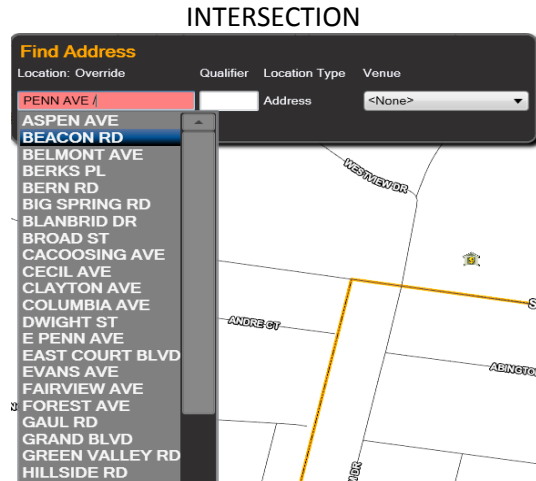 INTERSECTION
Find Address
Location: Override Qualifier Location Type Venue
PENN AVE / Address <None>
ASPEN AVE
BEACON RD
BELMONT AVE
BERKS PL
BERN RD
BIG SPRING RD
BLANBRID DR
BROAD ST
CACOOSING AVE
CECIL AVE
CLAYTON AVE
COLUMBIA AVE
DWIGHT ST
E PENN AVE
EAST COURT BLVD
EVANS AVE
FAIRVIEW AVE
FOREST AVE
GAUL RD
GRAND BLVD
GREEN VALLEY RD
HILLSIDE RD
WESTVIEW DR
ANDRE CT
ABINGTO